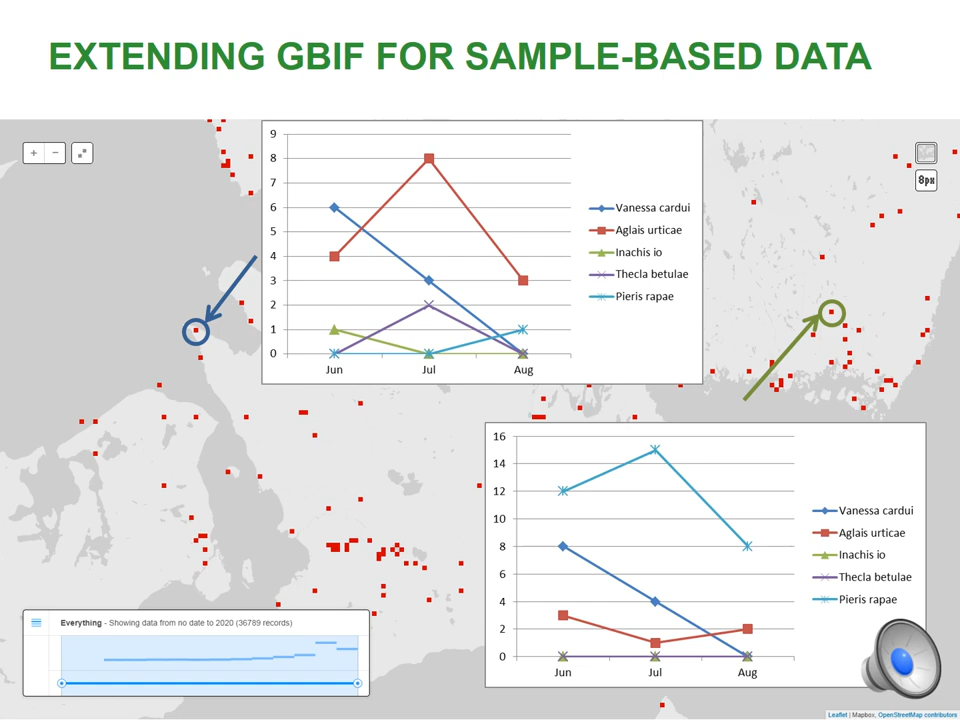 EXTENDING GBIF FOR SAMPLE-BASED DATA
+ −
8px
9
8
7
6
5
4
3
2
1
0
Jun Jul Aug
Vanessa cardui
Aglais urticae
Inachis io
Thecla betulae
Pieris rapae
16
14
12
10
8
6
4
2
0
Jun Jul Aug
Vanessa cardui
Aglais urticae
Inachis io
Thecla betulae
Pieris rapae
Everything - Showing data from no date to 2020 (36789 records)
Leaflet | Mapbox, OpenStreetMap contributors